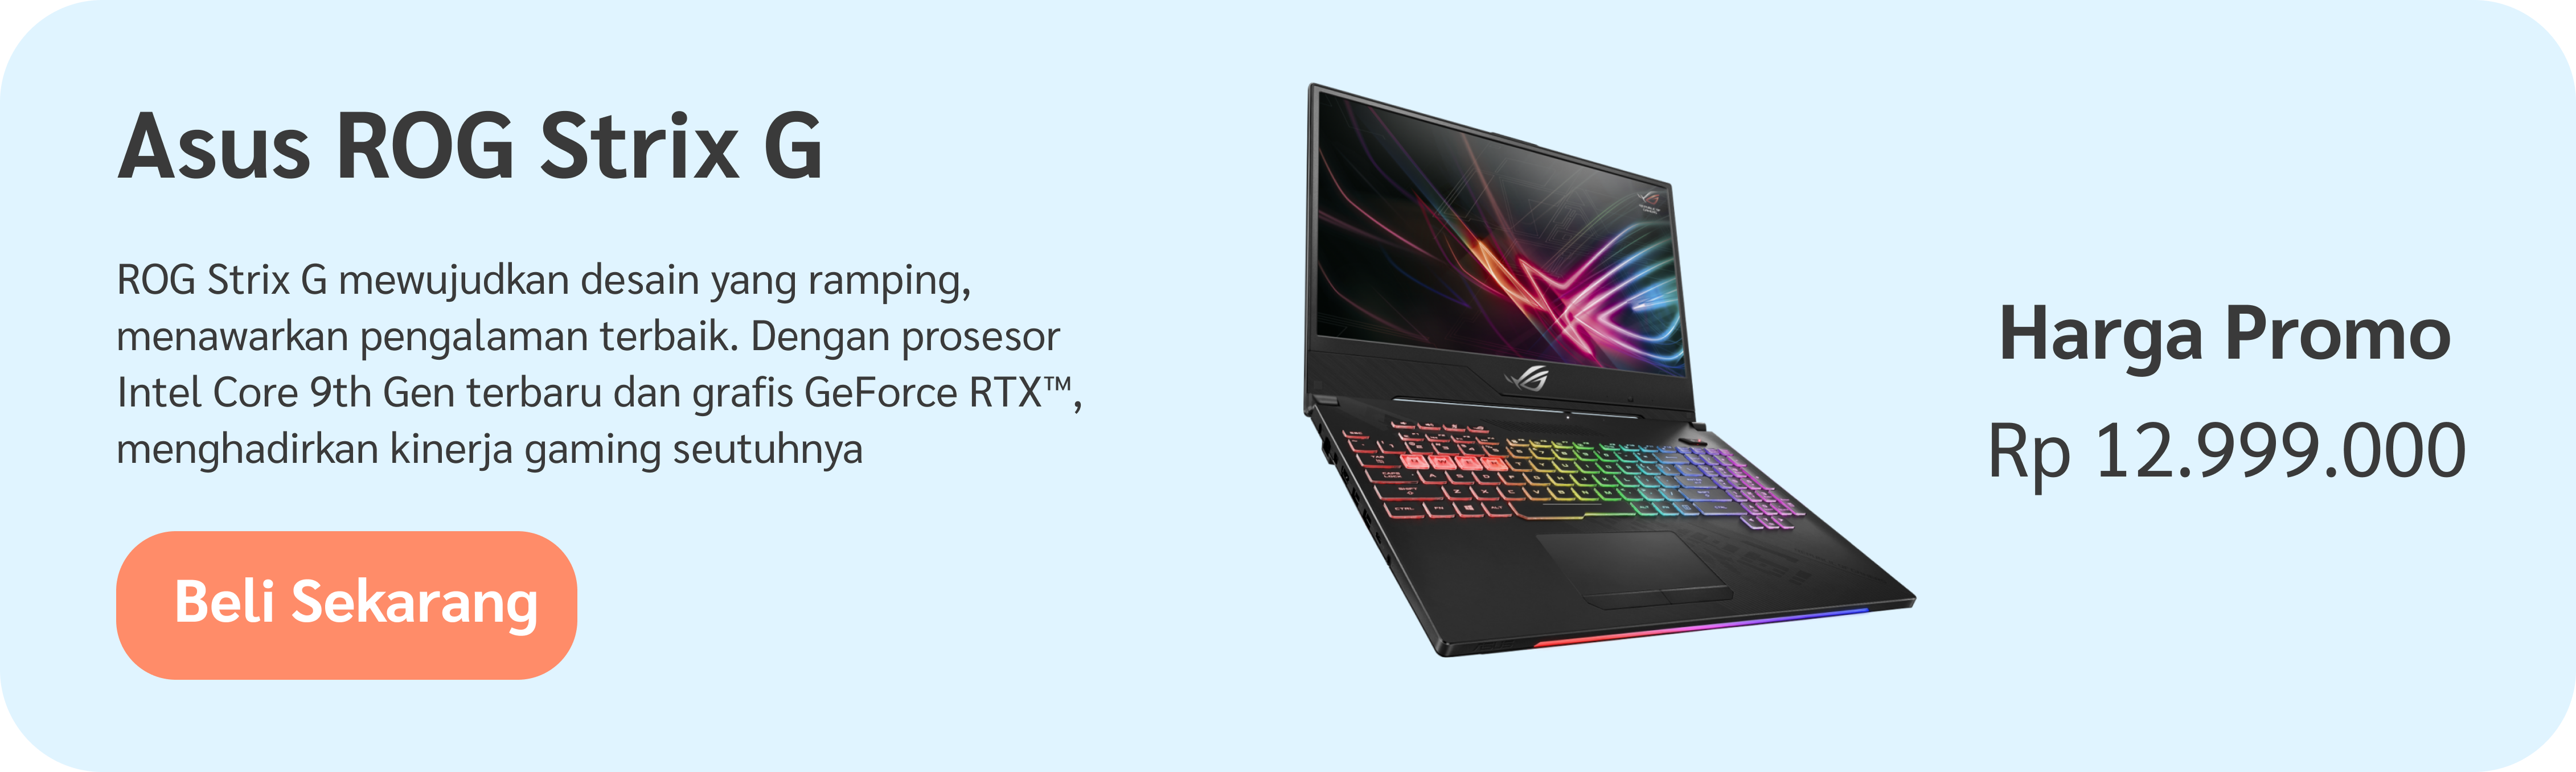 Asus ROG Strix G
ROG Strix G mewujudkan desain yang ramping,
menawarkan pengalaman terbaik. Dengan prosesor
Intel Core 9th Gen terbaru dan grafis GeForce RTX™,
menghadirkan kinerja gaming seutuhnya
Beli Sekarang
Harga Promo
Rp 12.999.000